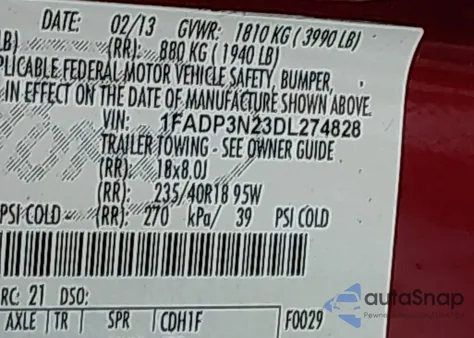 DATE: 02/13 GVWR: 1810 KG (3990 LB)
LB) (RR): 880 KG (1940 LB)
PLICABLE FEDERAL MOTOR VEHICLE SAFETY, BUMPER,
IN EFFECT ON THE DATE OF MANUFACTURE SHOWN ABOVE.
VIN: 1FADP3N23DL274828
TRAILER TOWING - SEE OWNER GUIDE
(RR): 18x8.0J
(RR): 235/40R18 95W
PSI COLD (RR): 270 kPa/ 39 PSI COLD
RC: 21 DSO:
AXLE TR SPR CDH1F F0029
autoSnap